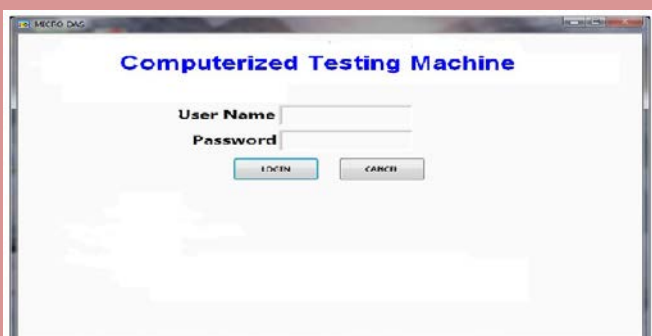 MICRO DAS
Computerized Testing Machine
User Name
Password
LOGIN CANCEL